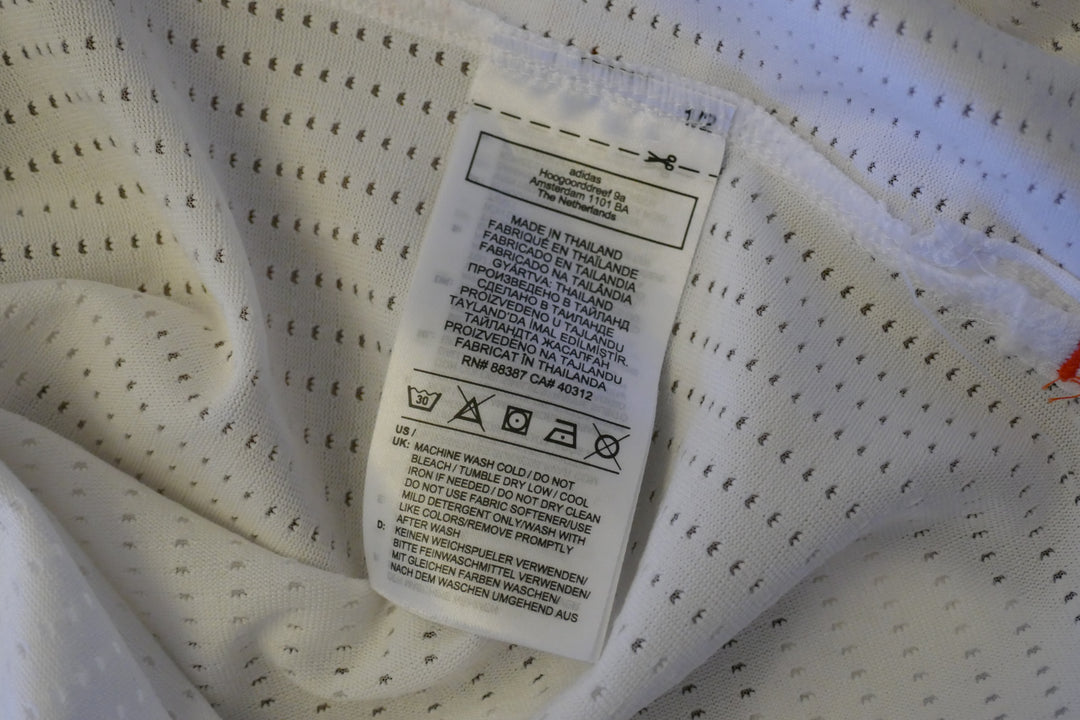 1/2
adidas
Hoogoorddreef 9a
Amsterdam 1101 BA
The Netherlands
MADE IN THAILAND
FABRIQUÉ EN THAÏLANDE
FABRICADO EN TAILANDIA
FABRICADO NA TAILÂNDIA
GYÁRTVA: THAILAND
ПРОИЗВЕДЕНО В ТАЙЛАНД
СДЕЛАНО В ТАИЛАНДЕ
PROIZVEDENO U TAJLANDU
TAYLAND'DA İMAL EDİLMİŞTİR.
ТАЙЛАНДТА ЖАСАЛҒАН
PROIZVEDENO NA TAJLANDU
FABRICAT ÎN THAILANDA
RN# 88387 CA# 40312
30
US /
UK: MACHINE WASH COLD / DO NOT
BLEACH / TUMBLE DRY LOW / COOL
IRON IF NEEDED / DO NOT DRY CLEAN
DO NOT USE FABRIC SOFTENER/USE
MILD DETERGENT ONLY/WASH WITH
LIKE COLORS/REMOVE PROMPTLY
AFTER WASH
D: KEINEN WEICHSPUELER VERWENDEN/
BITTE FEINWASCHMITTEL VERWENDEN/
MIT GLEICHEN FARBEN WASCHEN/
NACH DEM WASCHEN UMGEHEND AUS